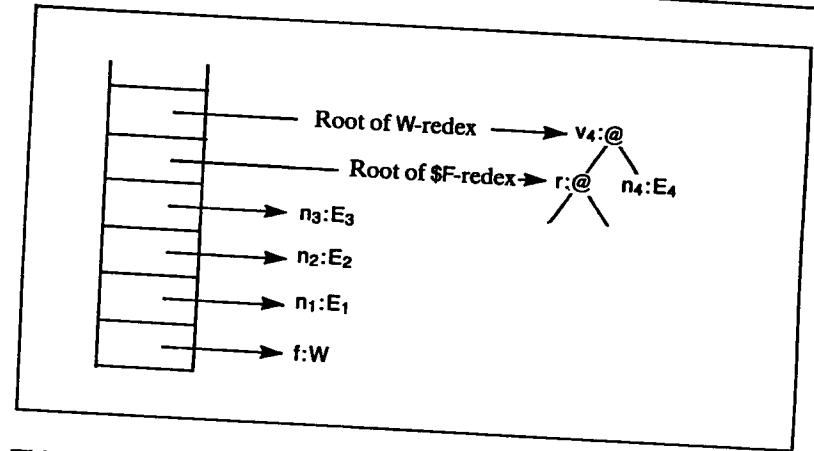 Root of W-redex v₄:@
Root of $F-redex r:@ n₄:E₄
n₃:E₃
n₂:E₂
n₁:E₁
f:W